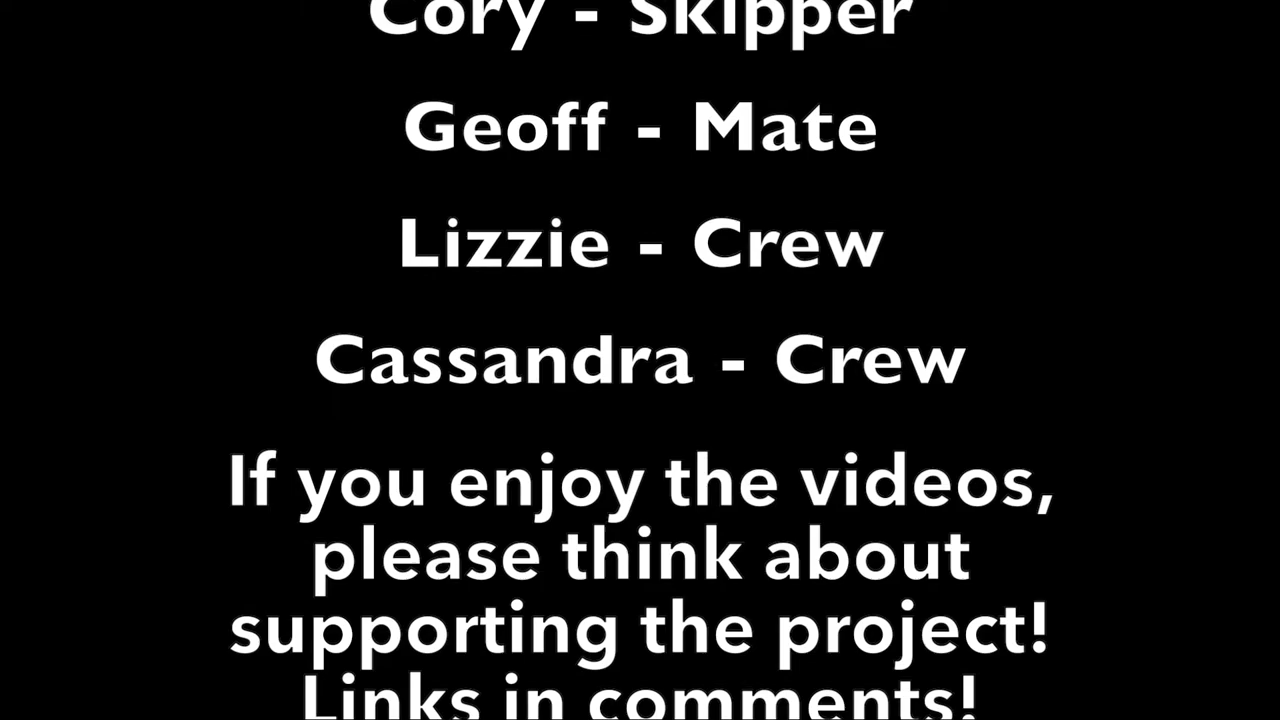 Cory - Skipper
Geoff - Mate
Lizzie - Crew
Cassandra - Crew
If you enjoy the videos,
please think about
supporting the project!
Links in comments!